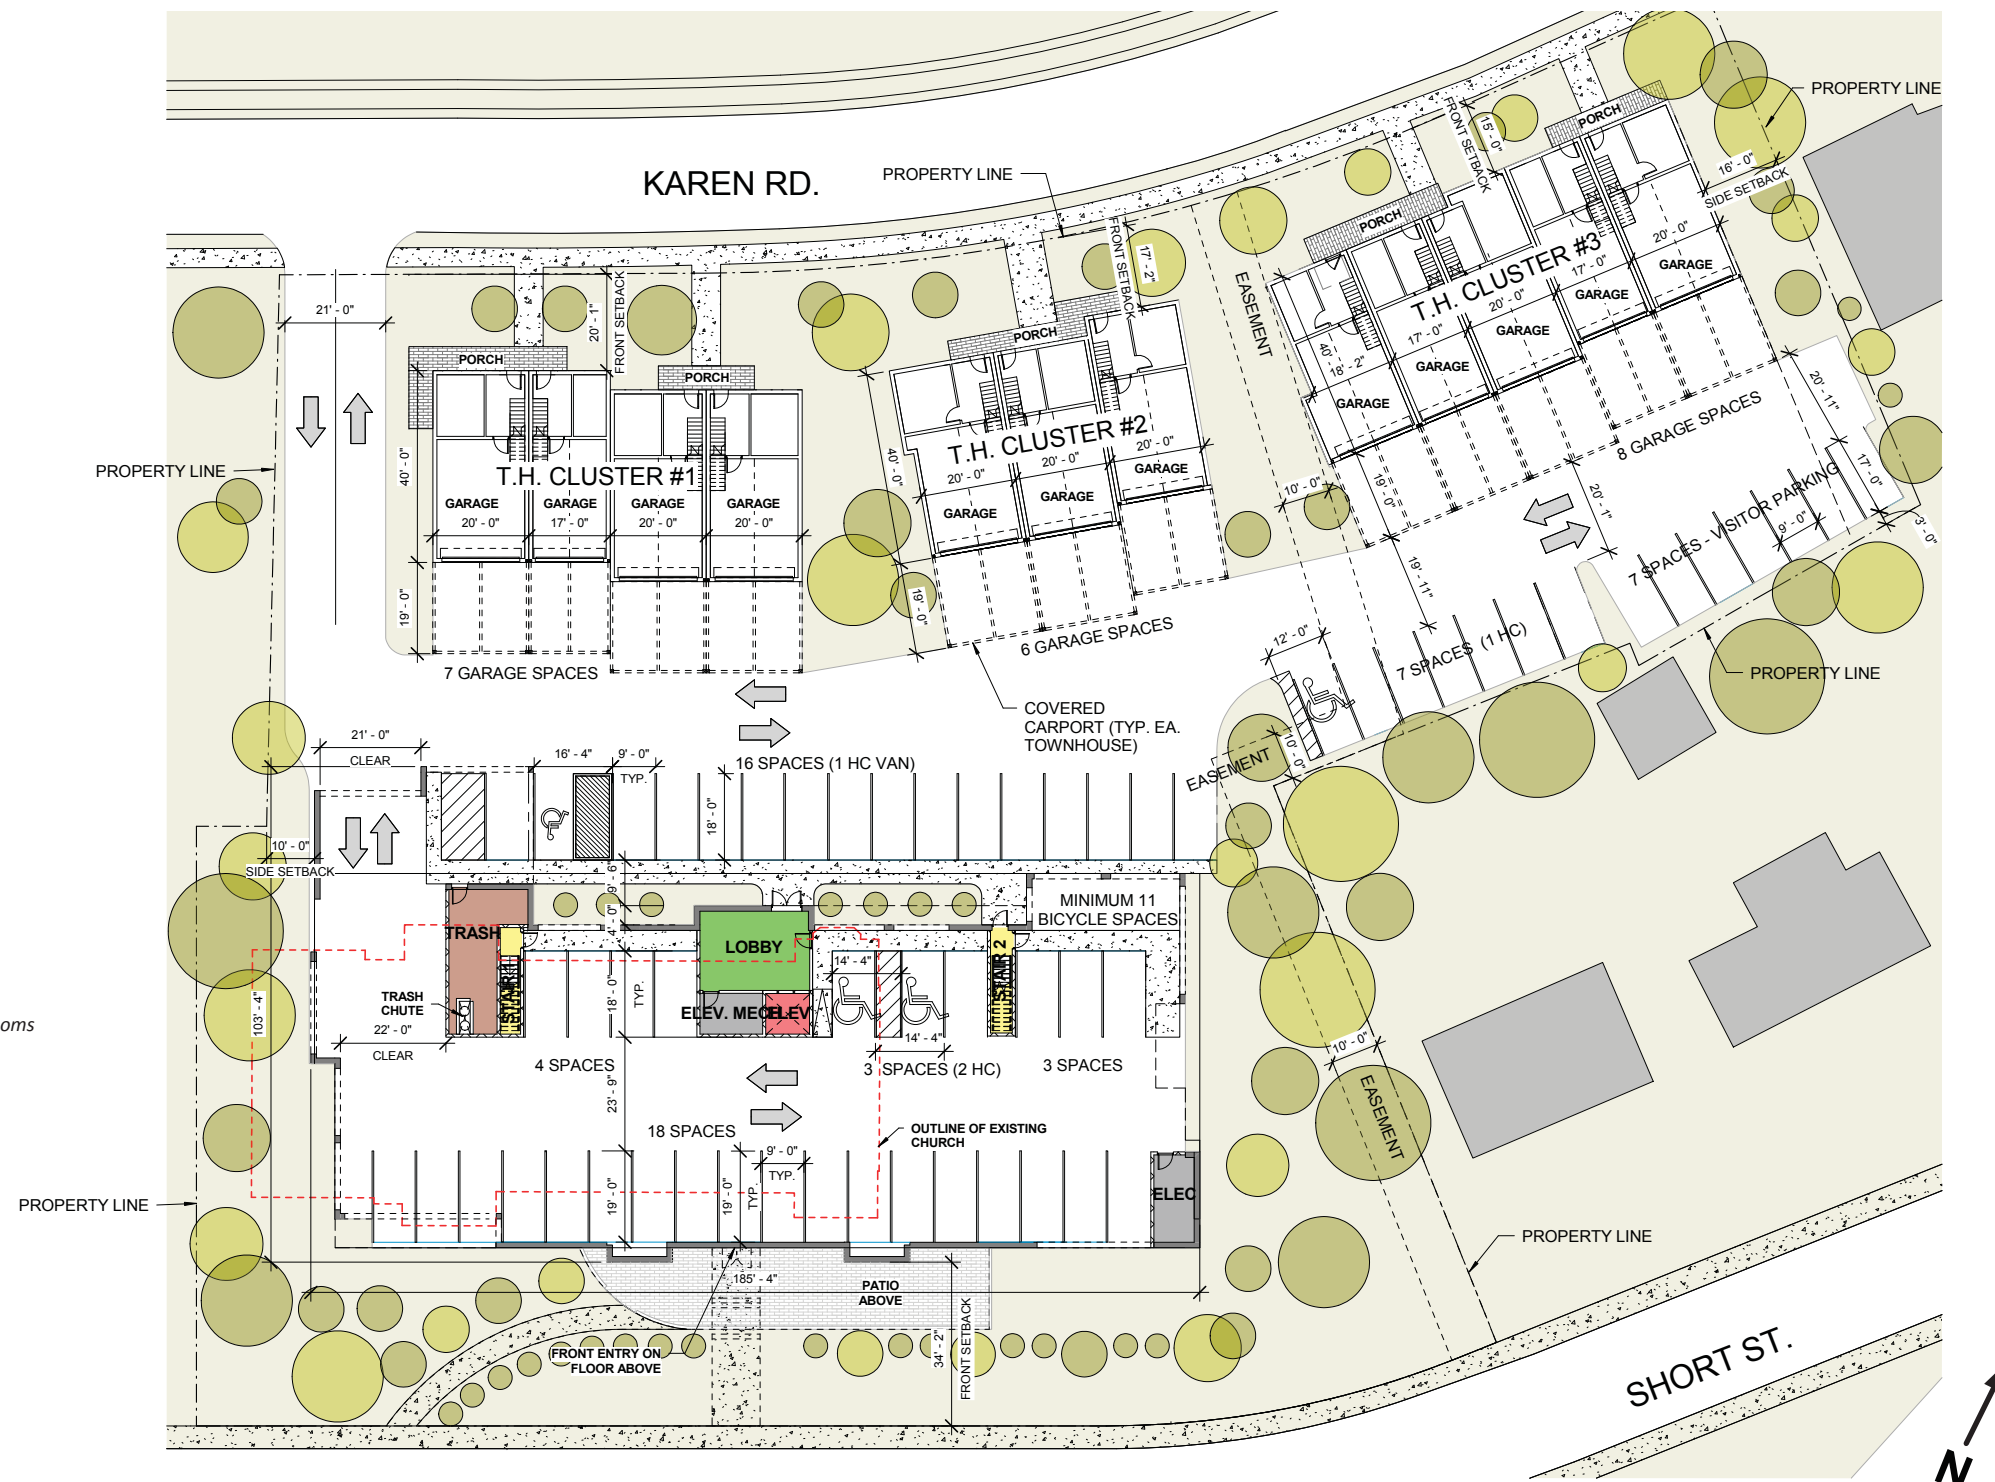 KAREN RD.
PROPERTY LINE
PROPERTY LINE
FRONT SETBACK
15' - 0"
PORCH
16' - 0"
SIDE SETBACK
PORCH
FRONT SETBACK
17' - 2"
EASEMENT
21' - 0"
20' - 1"
FRONT SETBACK
PORCH
PORCH
PORCH
T.H. CLUSTER #3
20' - 0"
17' - 0"
20' - 0"
17' - 0"
18' - 2"
40'
GARAGE
GARAGE
GARAGE
GARAGE
GARAGE
PROPERTY LINE
40' - 0"
T.H. CLUSTER #1
GARAGE
GARAGE
GARAGE
GARAGE
20' - 0"
17' - 0"
20' - 0"
20' - 0"
19' - 0"
7 GARAGE SPACES
40' - 0"
T.H. CLUSTER #2
20' - 0"
20' - 0"
20' - 0"
GARAGE
GARAGE
GARAGE
19' - 0"
6 GARAGE SPACES
10' - 0"
19' - 0"
8 GARAGE SPACES
20' - 11"
17' - 0"
20' - 1"
9' - 0"
3' - 0"
7 SPACES - VISITOR PARKING
19' - 11"
12' - 0"
7 SPACES (1 HC)
PROPERTY LINE
COVERED
CARPORT (TYP. EA.
TOWNHOUSE)
EASEMENT
10' - 0"
21' - 0"
CLEAR
16' - 4"
9' - 0"
TYP.
16 SPACES (1 HC VAN)
18' - 0"
10' - 0"
SIDE SETBACK
9' - 6"
4' - 0"
MINIMUM 11
BICYCLE SPACES
TRASH
STAIR 1
LOBBY
STAIR 2
14' - 4"
ELEV. MECH
ELEV
TRASH
CHUTE
22' - 0"
CLEAR
103' - 4"
18' - 0"
TYP.
14' - 4"
4 SPACES
3 SPACES (2 HC)
3 SPACES
23' - 9"
18 SPACES
OUTLINE OF EXISTING
CHURCH
9' - 0"
TYP.
19' - 0"
19' - 0"
TYP.
ELEC
oms
PROPERTY LINE
10' - 0"
EASEMENT
PROPERTY LINE
185' - 4"
PATIO
ABOVE
34' - 2"
FRONT SETBACK
FRONT ENTRY ON
FLOOR ABOVE
SHORT ST.
N